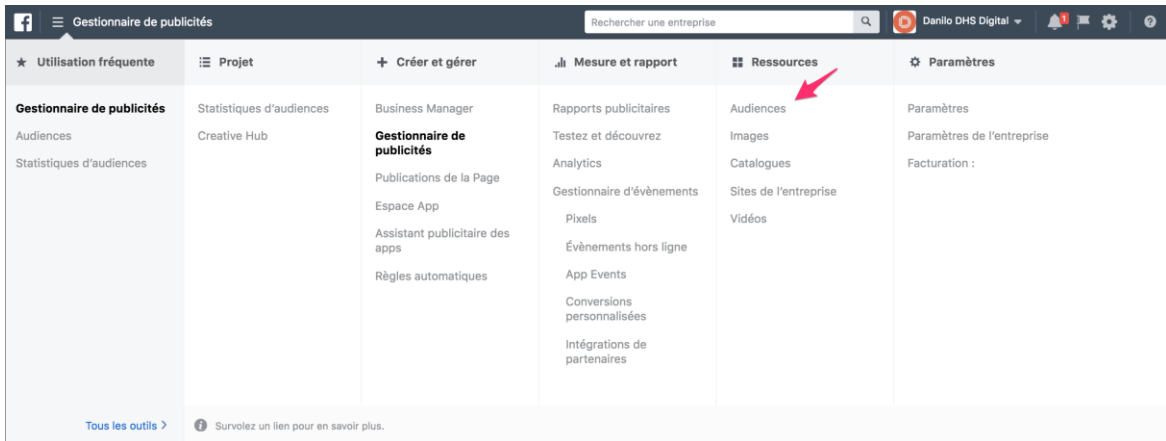 Gestionnaire de publicités
Rechercher une entreprise
Danilo DHS Digital
1
Utilisation fréquente
Gestionnaire de publicités
Audiences
Statistiques d'audiences
Tous les outils >
Projet
Statistiques d'audiences
Creative Hub
Créer et gérer
Business Manager
Gestionnaire de
publicités
Publications de la Page
Espace App
Assistant publicitaire des
apps
Règles automatiques
Mesure et rapport
Rapports publicitaires
Testez et découvrez
Analytics
Gestionnaire d'évènements
Pixels
Évènements hors ligne
App Events
Conversions
personnalisées
Intégrations de
partenaires
Ressources
Audiences
Images
Catalogues
Sites de l'entreprise
Vidéos
Paramètres
Paramètres
Paramètres de l'entreprise
Facturation :
Survolez un lien pour en savoir plus.